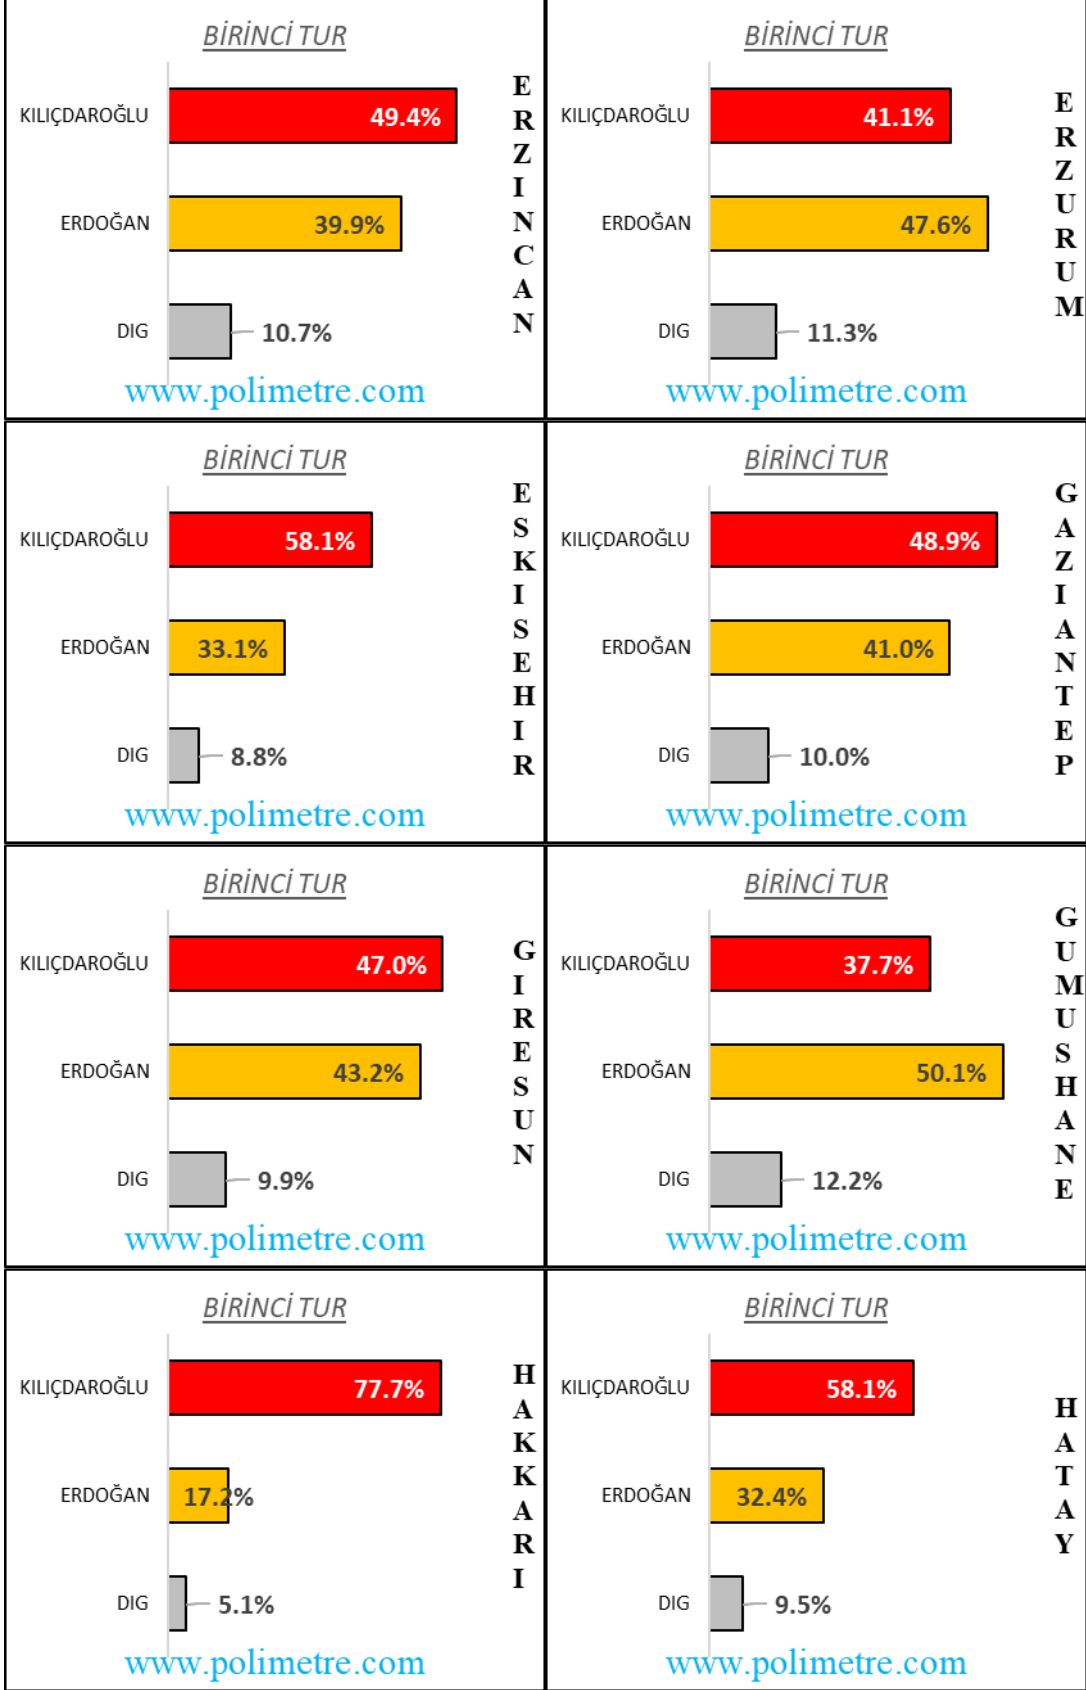 BİRİNCİ TUR
KILIÇDAROĞLU 49.4%
ERDOĞAN 39.9%
DIG 10.7%
ERZINCAN
www.polimetre.com
BİRİNCİ TUR
KILIÇDAROĞLU 41.1%
ERDOĞAN 47.6%
DIG 11.3%
ERZURUM
www.polimetre.com
BİRİNCİ TUR
KILIÇDAROĞLU 58.1%
ERDOĞAN 33.1%
DIG 8.8%
ESKISEHIR
www.polimetre.com
BİRİNCİ TUR
KILIÇDAROĞLU 48.9%
ERDOĞAN 41.0%
DIG 10.0%
GAZIANTEP
www.polimetre.com
BİRİNCİ TUR
KILIÇDAROĞLU 47.0%
ERDOĞAN 43.2%
DIG 9.9%
GIRESUN
www.polimetre.com
BİRİNCİ TUR
KILIÇDAROĞLU 37.7%
ERDOĞAN 50.1%
DIG 12.2%
GUMUSHANE
www.polimetre.com
BİRİNCİ TUR
KILIÇDAROĞLU 77.7%
ERDOĞAN 17.2%
DIG 5.1%
HAKKARI
www.polimetre.com
BİRİNCİ TUR
KILIÇDAROĞLU 58.1%
ERDOĞAN 32.4%
DIG 9.5%
HATAY
www.polimetre.com